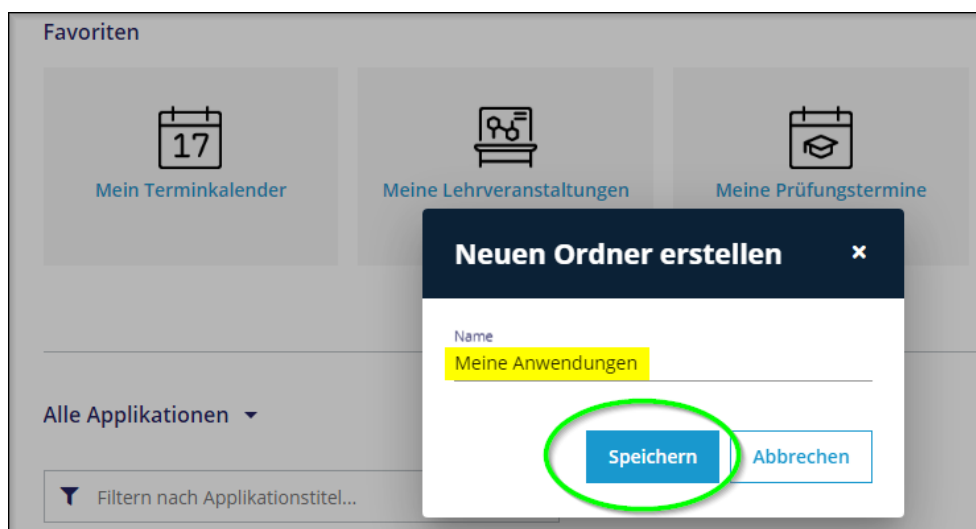 Favoriten
17
Mein Terminkalender
Meine Lehrveranstaltungen
Meine Prüfungstermine
Neuen Ordner erstellen ×
Name
Meine Anwendungen
Speichern Abbrechen
Alle Applikationen
Filtern nach Applikationstitel...